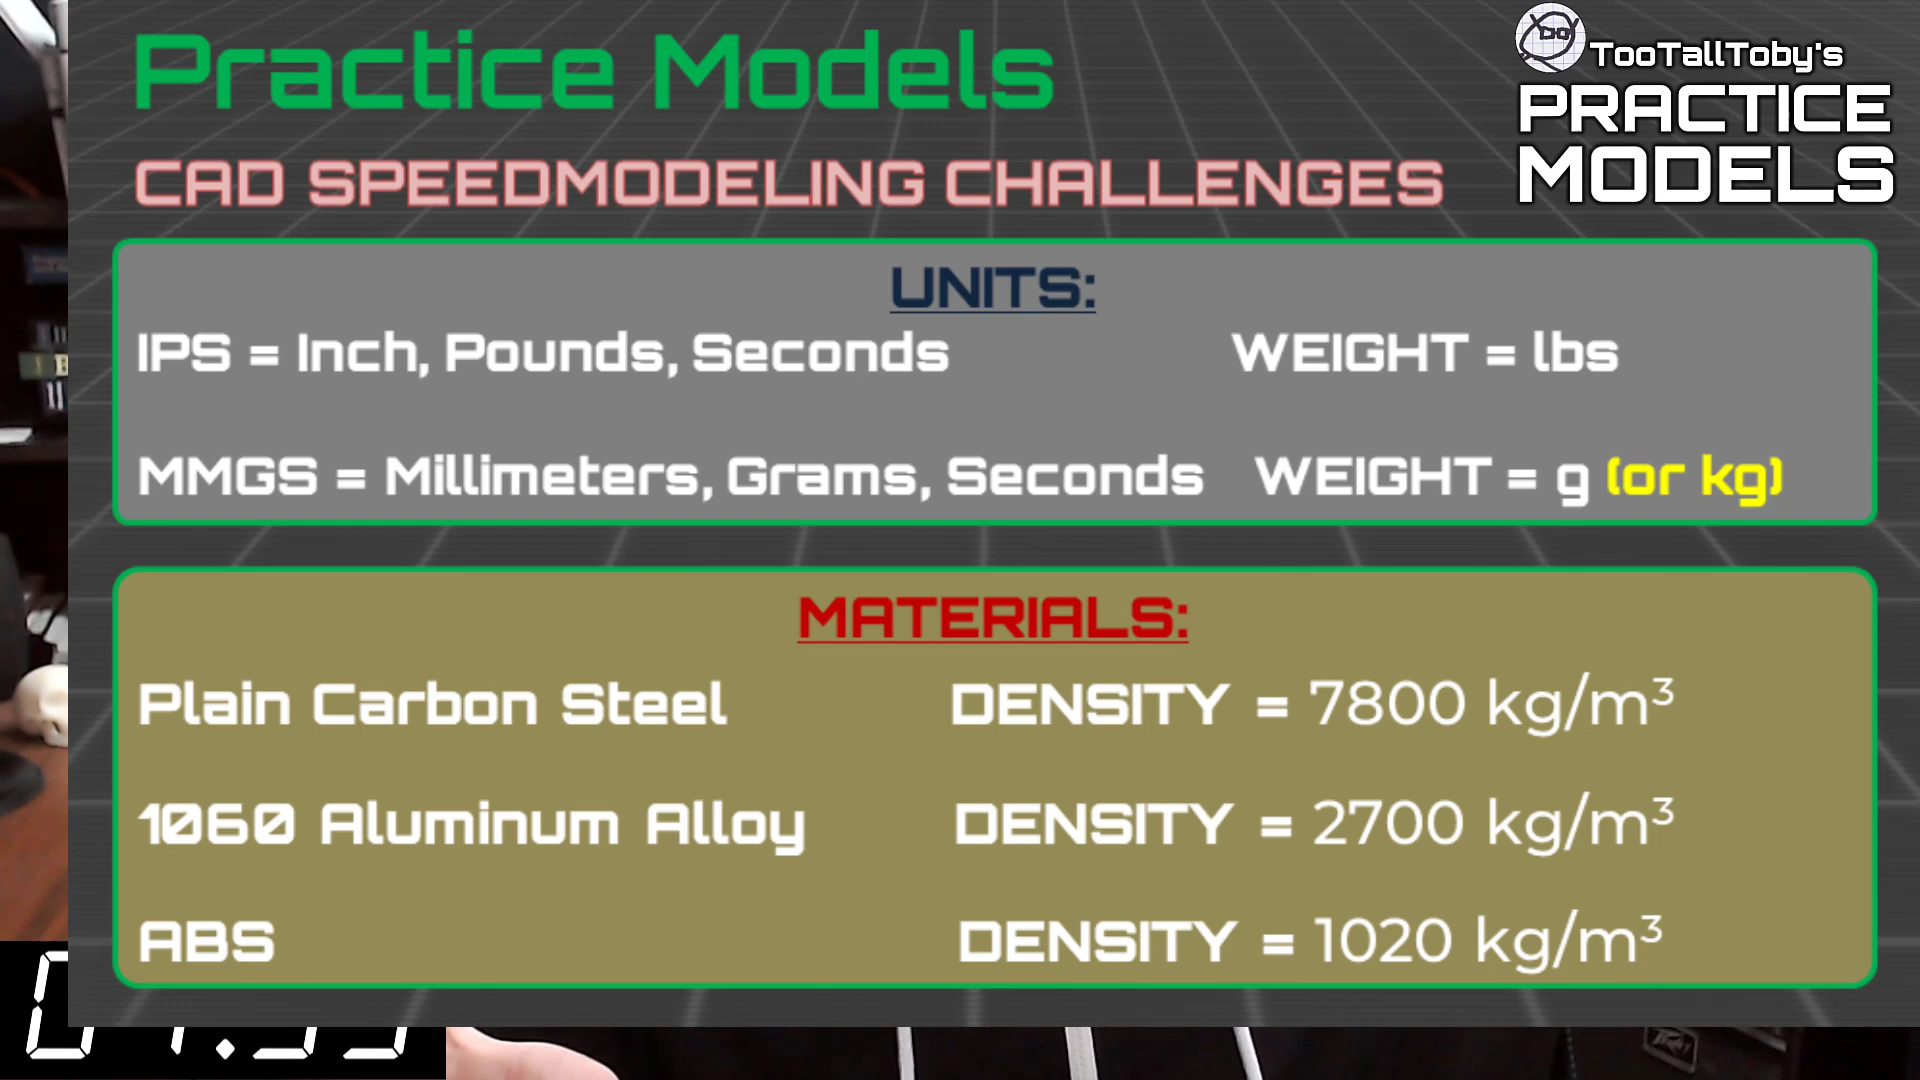 Practice Models
TooTallToby's
PRACTICE
MODELS
CAD SPEEDMODELING CHALLENGES
UNITS:
IPS = Inch, Pounds, Seconds WEIGHT = lbs
MMGS = Millimeters, Grams, Seconds WEIGHT = g (or kg)
MATERIALS:
Plain Carbon Steel DENSITY = 7800 kg/m³
1060 Aluminum Alloy DENSITY = 2700 kg/m³
ABS DENSITY = 1020 kg/m³